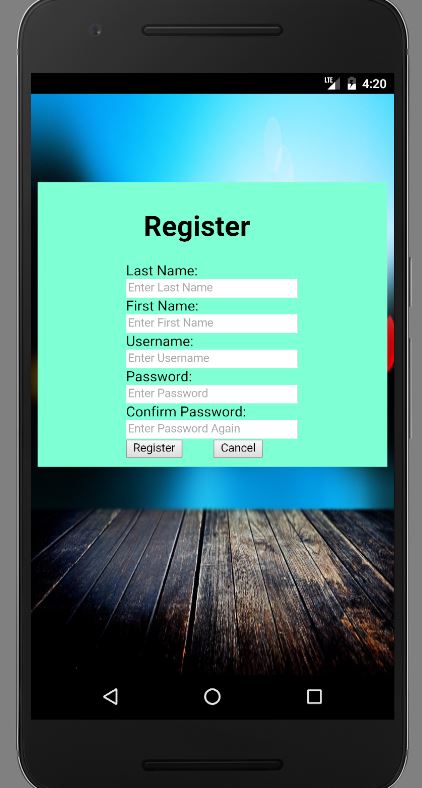 LTE 4:20
Register
Last Name:
Enter Last Name
First Name:
Enter First Name
Username:
Enter Username
Password:
Enter Password
Confirm Password:
Enter Password Again
Register Cancel